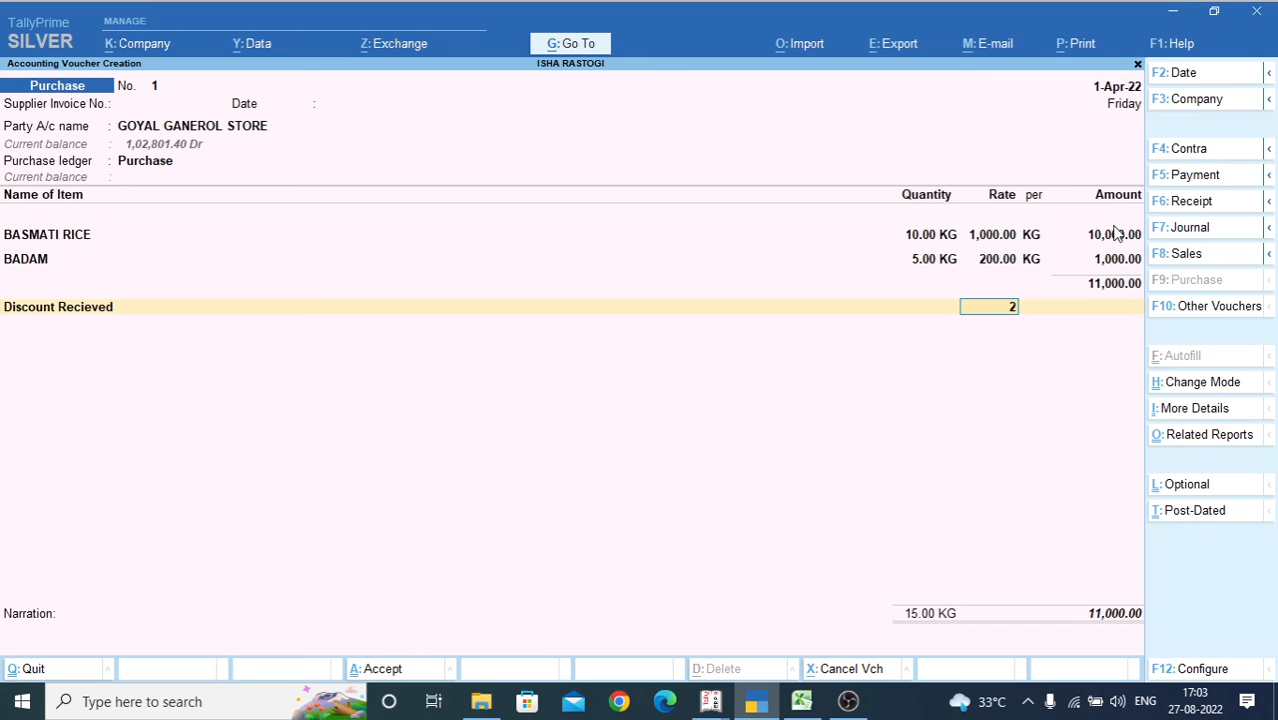 TallyPrime
MANAGE
SILVER
K: Company
Y: Data
Z: Exchange
G: Go To
O: Import
E: Export
M: E-mail
P: Print
F1: Help
Accounting Voucher Creation
ISHA RASTOGI
Purchase No. 1
1-Apr-22
Supplier Invoice No.: Date :
Friday
Party A/c name : GOYAL GANEROL STORE
Current balance : 1,02,801.40 Dr
Purchase ledger : Purchase
Current balance :
Name of Item Quantity Rate per Amount
BASMATI RICE 10.00 KG 1,000.00 KG 10,000.00
BADAM 5.00 KG 200.00 KG 1,000.00
11,000.00
Discount Recieved 2
Narration: 15.00 KG 11,000.00
F2: Date
F3: Company
F4: Contra
F5: Payment
F6: Receipt
F7: Journal
F8: Sales
F9: Purchase
F10: Other Vouchers
F: Autofill
H: Change Mode
I: More Details
O: Related Reports
L: Optional
T: Post-Dated
Q: Quit
A: Accept
D: Delete
X: Cancel Vch
F12: Configure
Type here to search
33°C
ENG
17:03
27-08-2022